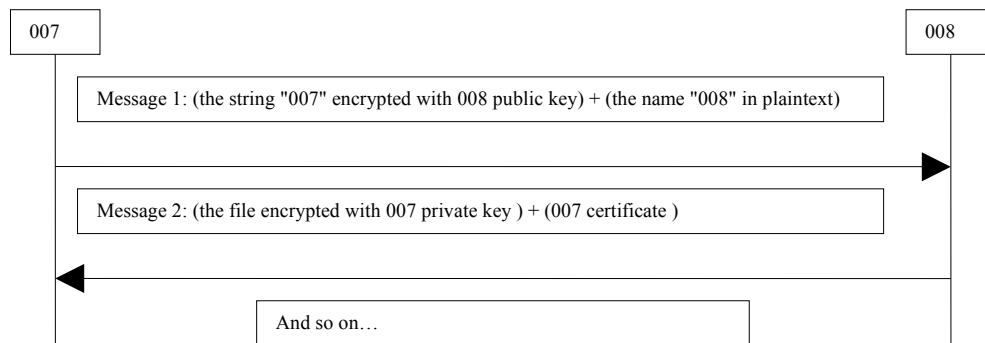 007
008
Message 1: (the string "007" encrypted with 008 public key) + (the name "008" in plaintext)
Message 2: (the file encrypted with 007 private key ) + (007 certificate )
And so on…